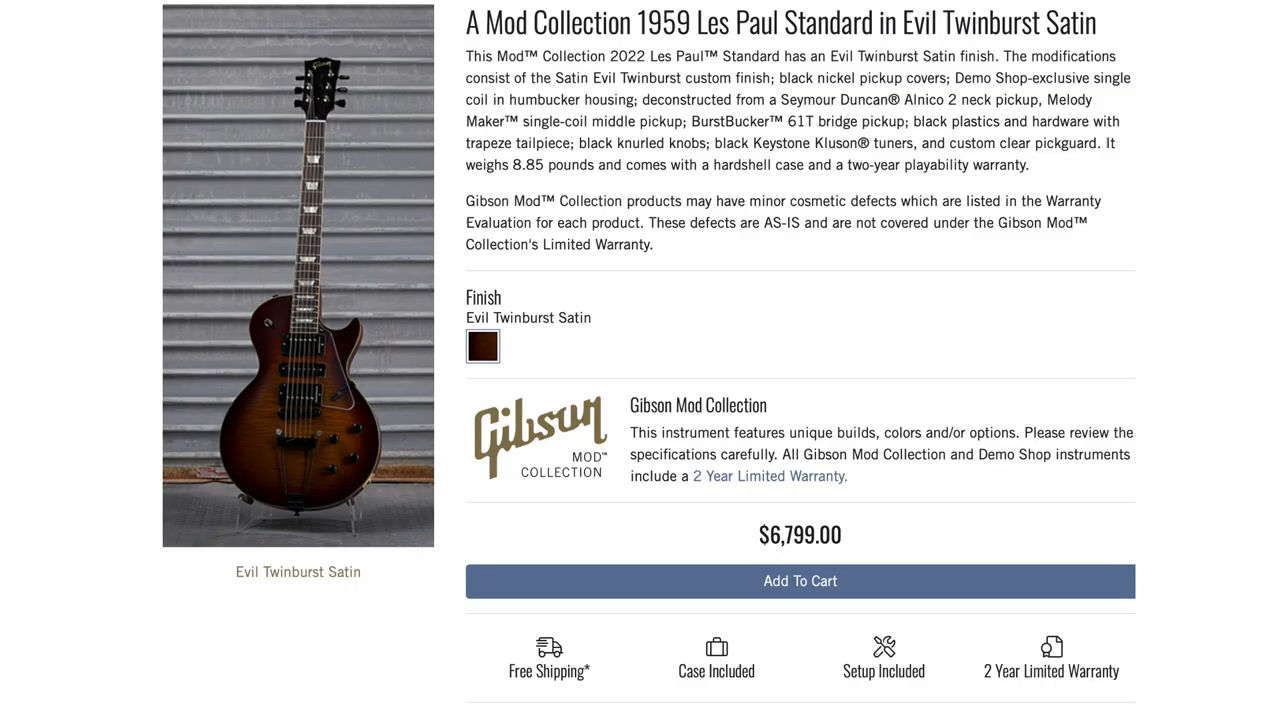 A Mod Collection 1959 Les Paul Standard in Evil Twinburst Satin
This Mod™ Collection 2022 Les Paul™ Standard has an Evil Twinburst Satin finish. The modifications
consist of the Satin Evil Twinburst custom finish; black nickel pickup covers; Demo Shop-exclusive single
coil in humbucker housing; deconstructed from a Seymour Duncan® Alnico 2 neck pickup, Melody
Maker™ single-coil middle pickup; BurstBucker™ 61T bridge pickup; black plastics and hardware with
trapeze tailpiece; black knurled knobs; black Keystone Kluson® tuners, and custom clear pickguard. It
weighs 8.85 pounds and comes with a hardshell case and a two-year playability warranty.
Gibson Mod™ Collection products may have minor cosmetic defects which are listed in the Warranty
Evaluation for each product. These defects are AS-IS and are not covered under the Gibson Mod™
Collection's Limited Warranty.
Finish
Evil Twinburst Satin
Gibson
MOD™
COLLECTION
Gibson Mod Collection
This instrument features unique builds, colors and/or options. Please review the
specifications carefully. All Gibson Mod Collection and Demo Shop instruments
include a 2 Year Limited Warranty.
$6,799.00
Add To Cart
Free Shipping*
Case Included
Setup Included
2 Year Limited Warranty
Gibson
Evil Twinburst Satin